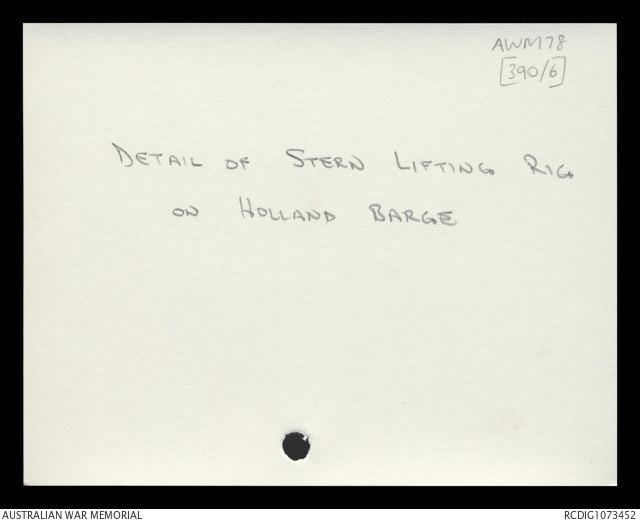 AWM78
[390/6]
DETAIL OF STERN LIFTING RIG
ON HOLLAND BARGE
AUSTRALIAN WAR MEMORIAL
RCDIG1073452